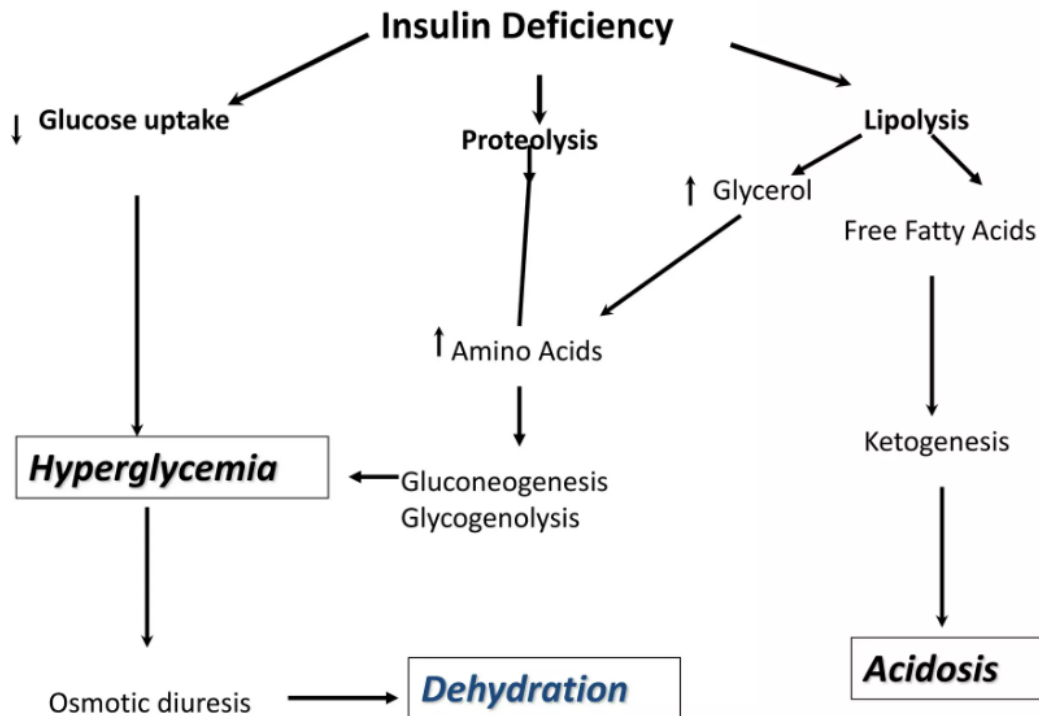 Insulin Deficiency
↓ Glucose uptake
Proteolysis
Lipolysis
↑ Glycerol
Free Fatty Acids
↑ Amino Acids
Ketogenesis
Hyperglycemia
Gluconeogenesis
Glycogenolysis
Acidosis
Osmotic diuresis
Dehydration